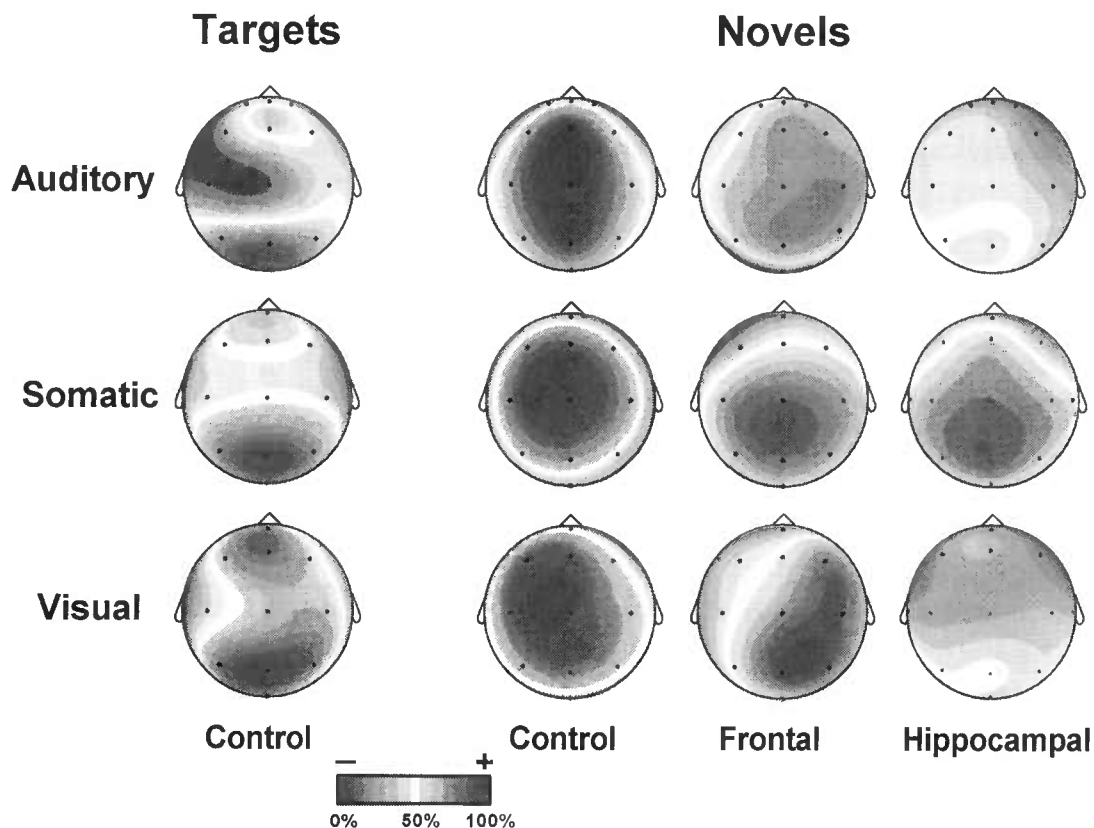 Targets Novels
Auditory
Somatic
Visual
Control Control Frontal Hippocampal
− +
0% 50% 100%